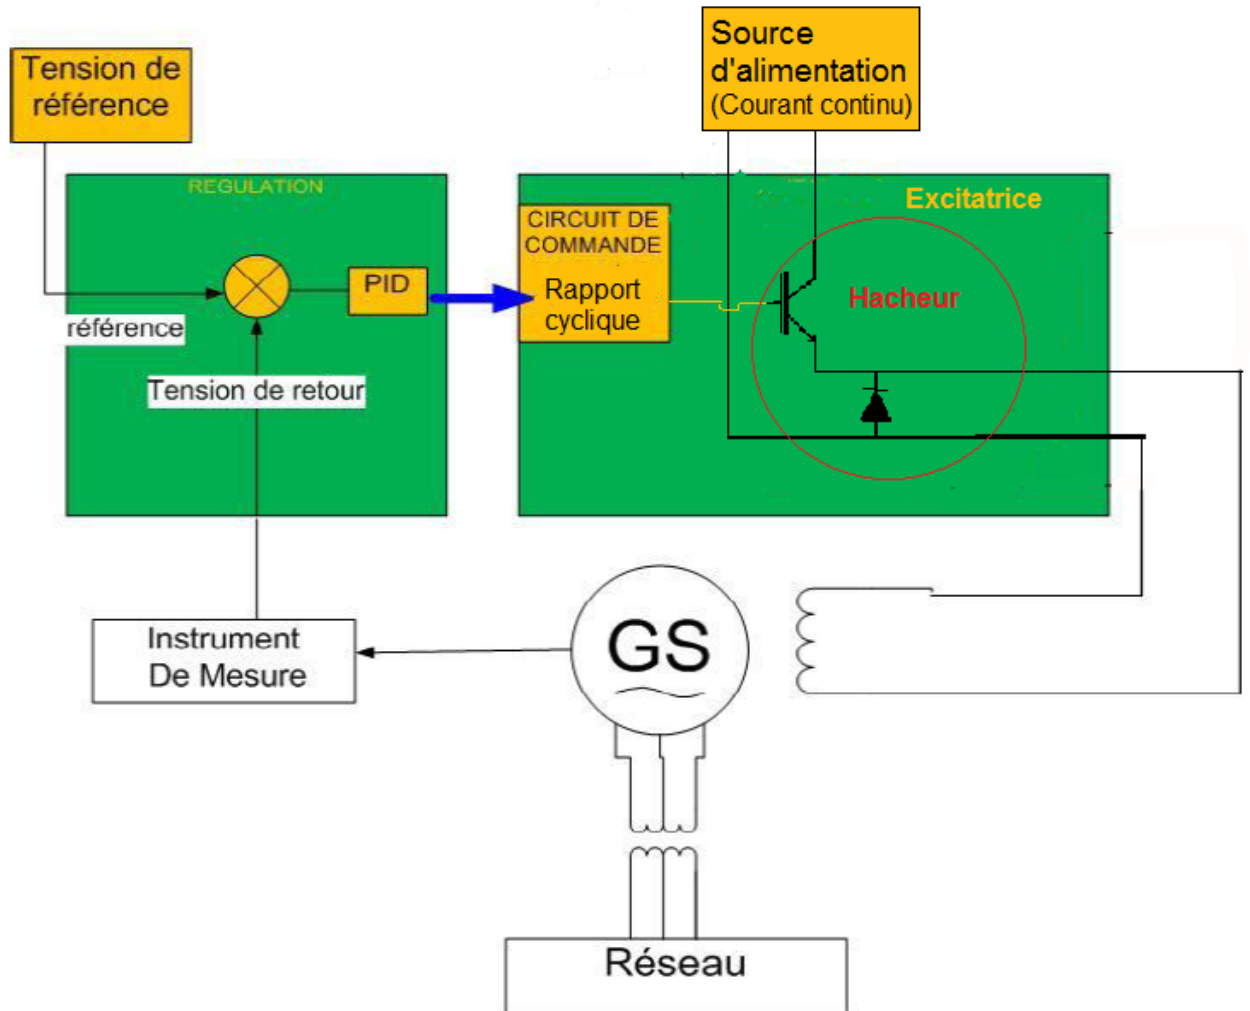 Source
d'alimentation
(Courant continu)
Tension de
référence
REGULATION
Excitatrice
CIRCUIT DE
COMMANDE
Rapport
cyclique
PID
Hacheur
référence
Tension de retour
Instrument
De Mesure
GS
Réseau